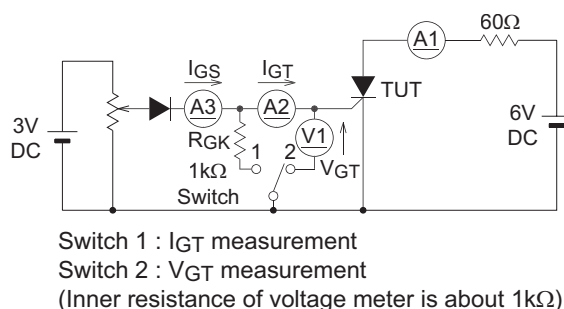 60Ω
A1
IGS
IGT
TUT
A3
A2
3V
DC
RGK
1
2
V1
6V
DC
1kΩ
VGT
Switch
Switch 1 : IGT measurement
Switch 2 : VGT measurement
(Inner resistance of voltage meter is about 1kΩ)